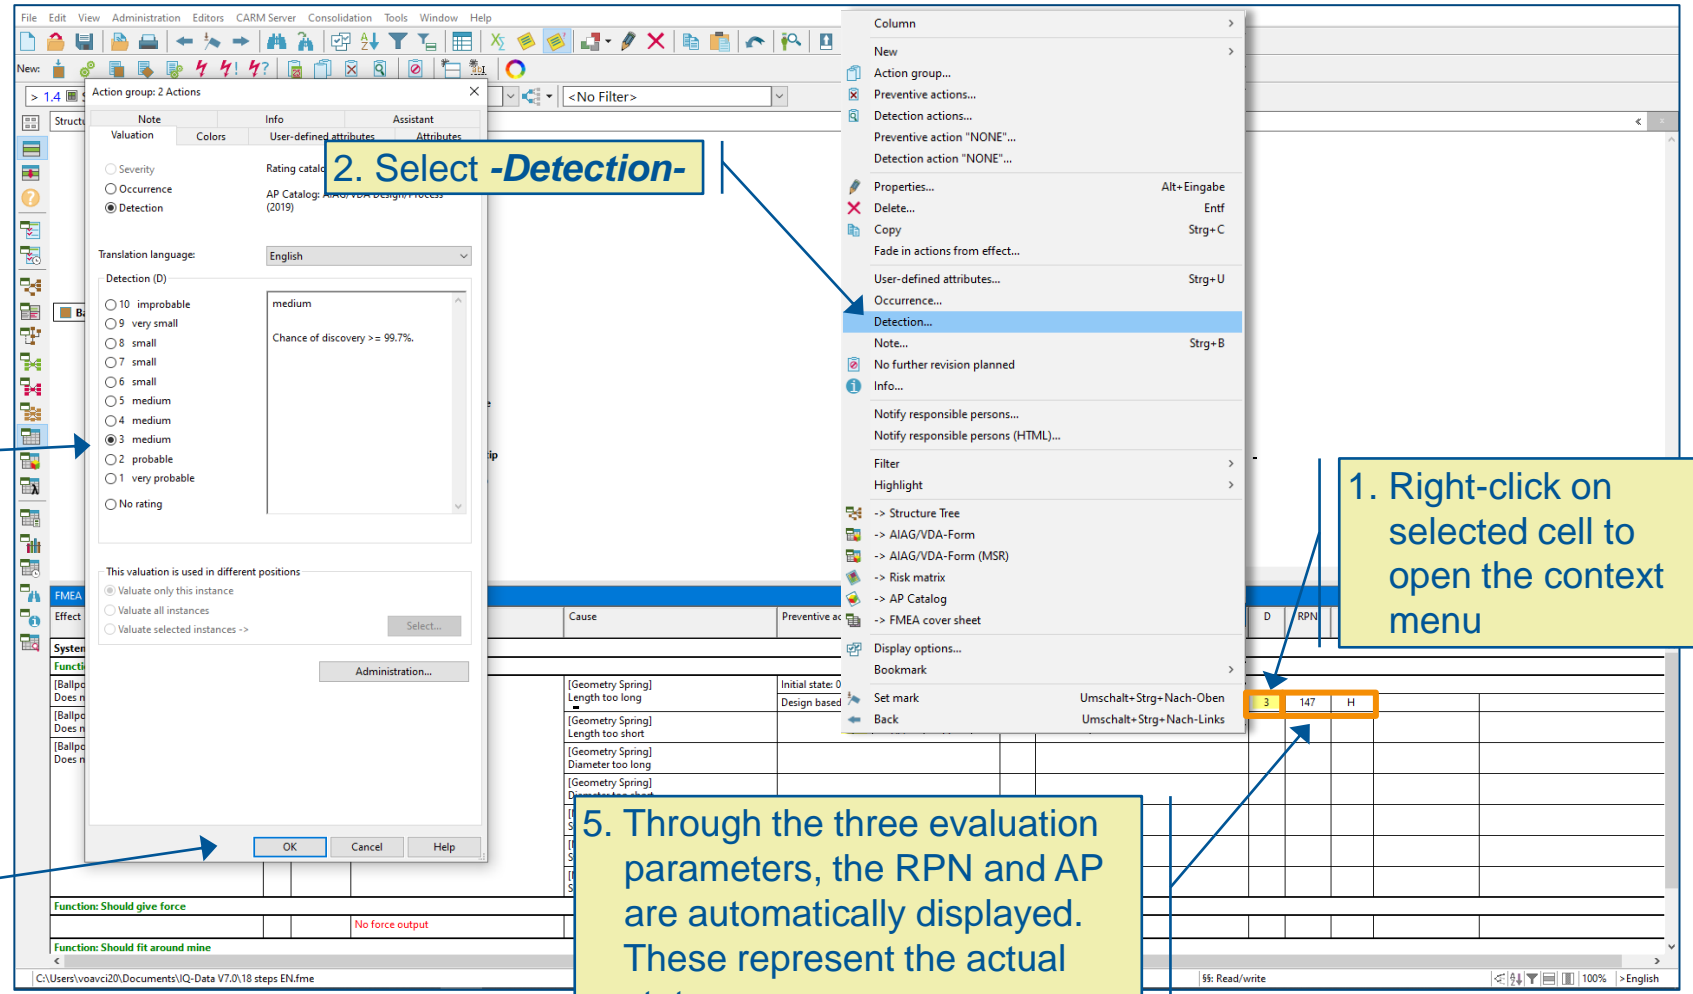 File Edit View Administration Editors CARM Server Consolidation Tools Window Help
New:
> 1.4
<No Filter>
Action group: 2 Actions
Note Info Assistant
Valuation Colors User-defined attributes Attributes
Severity
Occurrence
Detection
AP Catalog: AIAG/VDA Design/Process
(2019)
Translation language:
English
Detection (D)
10 improbable
9 very small
8 small
7 small
6 small
5 medium
4 medium
3 medium
2 probable
1 very probable
No rating
medium
Chance of discovery >= 99.7%.
This valuation is used in different positions
Valuate only this instance
Valuate all instances
Valuate selected instances ->
Select...
Administration...
OK Cancel Help
2. Select -Detection-
Column
New
Action group...
Preventive actions...
Detection actions...
Preventive action "NONE"...
Detection action "NONE"...
Properties... Alt+Eingabe
Delete... Entf
Copy Strg+C
Fade in actions from effect...
User-defined attributes... Strg+U
Occurrence...
Detection...
Note... Strg+B
No further revision planned
Info...
Notify responsible persons...
Notify responsible persons (HTML)...
Filter
Highlight
-> Structure Tree
-> AIAG/VDA-Form
-> AIAG/VDA-Form (MSR)
-> Risk matrix
-> AP Catalog
-> FMEA cover sheet
Display options...
Bookmark
Set mark Umschalt+Strg+Nach-Oben
Back Umschalt+Strg+Nach-Links
1. Right-click on
selected cell to
open the context
menu
FMEA
Effect Cause Preventive D RPN
[Geometry Spring]
Length too long
Initial state:
Design based
3 147 H
[Geometry Spring]
Length too short
[Geometry Spring]
Diameter too long
[Geometry Spring]
5. Through the three evaluation
parameters, the RPN and AP
are automatically displayed.
These represent the actual
Function: Should give force
No force output
Function: Should fit around mine
C:\Users\voavci20\Documents\IQ-Data V7.0\18 steps EN.fme
§§: Read/write
100% >English